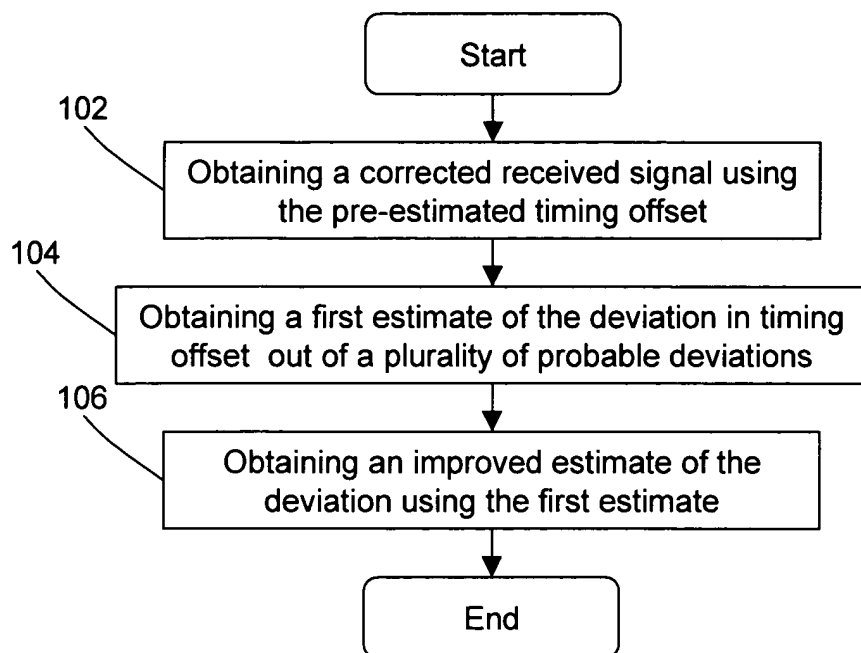 Start
102
Obtaining a corrected received signal using
the pre-estimated timing offset
104
Obtaining a first estimate of the deviation in timing
offset out of a plurality of probable deviations
106
Obtaining an improved estimate of the
deviation using the first estimate
End